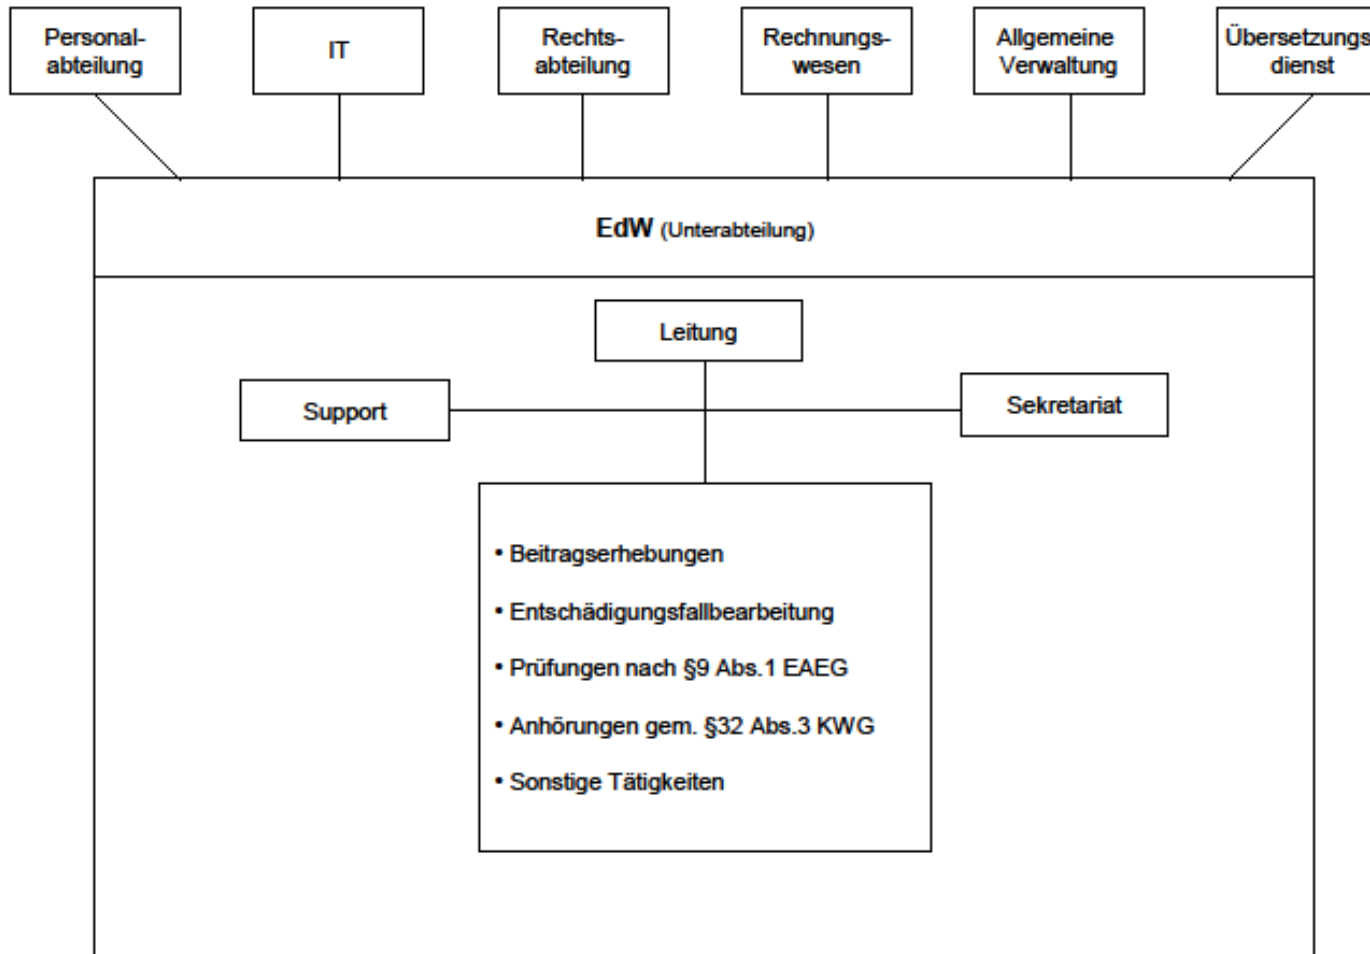 Personal-
abteilung
IT
Rechts-
abteilung
Rechnungs-
wesen
Allgemeine
Verwaltung
Übersetzungs
dienst
EdW (Unterabteilung)
Leitung
Support
Sekretariat
• Beitragserhebungen
• Entschädigungsfallbearbeitung
• Prüfungen nach §9 Abs.1 EAEG
• Anhörungen gem. §32 Abs.3 KWG
• Sonstige Tätigkeiten